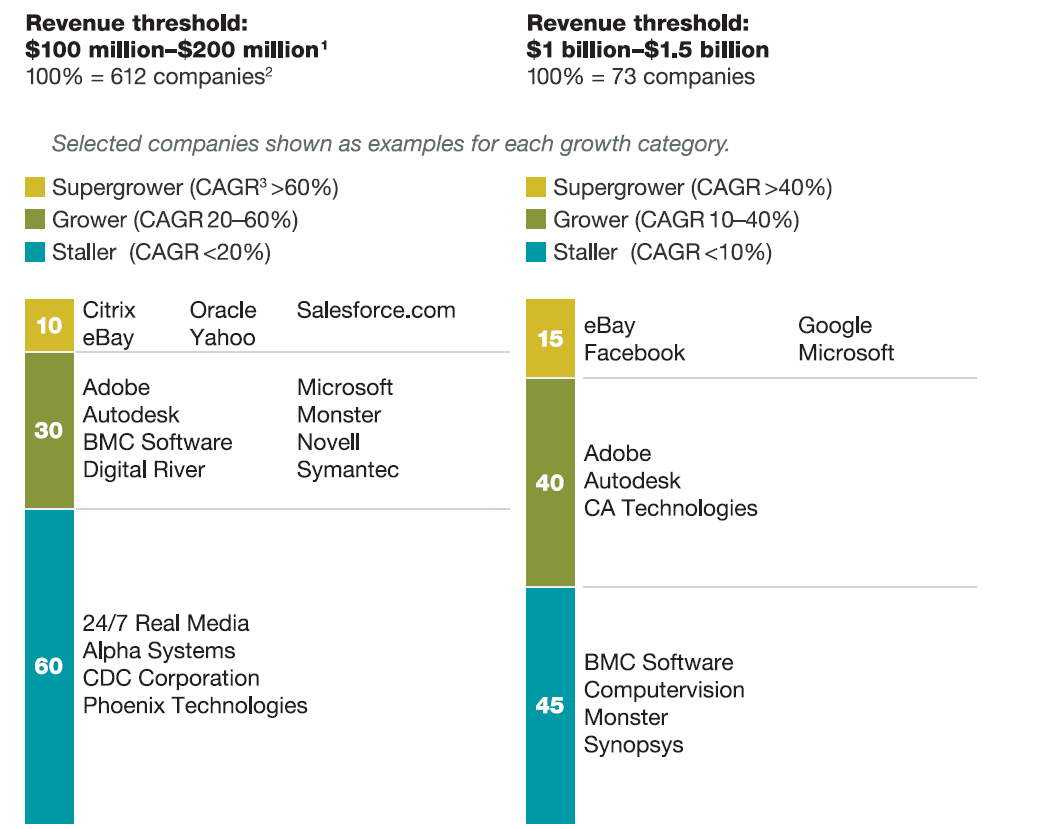 Revenue threshold:
$100 million–$200 million¹
100% = 612 companies²
Revenue threshold:
$1 billion–$1.5 billion
100% = 73 companies
Selected companies shown as examples for each growth category.
Supergrower (CAGR³ >60%)
Grower (CAGR 20–60%)
Staller (CAGR <20%)
Supergrower (CAGR >40%)
Grower (CAGR 10–40%)
Staller (CAGR <10%)
10
Citrix Oracle Salesforce.com
eBay Yahoo
30
Adobe Microsoft
Autodesk Monster
BMC Software Novell
Digital River Symantec
60
24/7 Real Media
Alpha Systems
CDC Corporation
Phoenix Technologies
15
eBay Google
Facebook Microsoft
40
Adobe
Autodesk
CA Technologies
45
BMC Software
Computervision
Monster
Synopsys